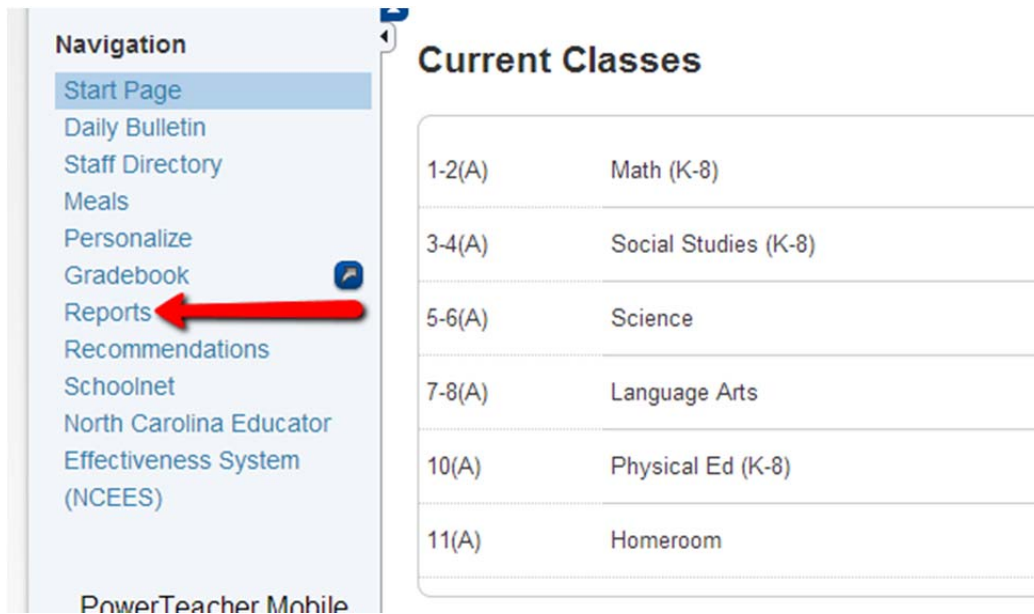 Navigation
Start Page
Daily Bulletin
Staff Directory
Meals
Personalize
Gradebook
Reports
Recommendations
Schoolnet
North Carolina Educator
Effectiveness System
(NCEES)
PowerTeacher Mobile
Current Classes
1-2(A) Math (K-8)
3-4(A) Social Studies (K-8)
5-6(A) Science
7-8(A) Language Arts
10(A) Physical Ed (K-8)
11(A) Homeroom